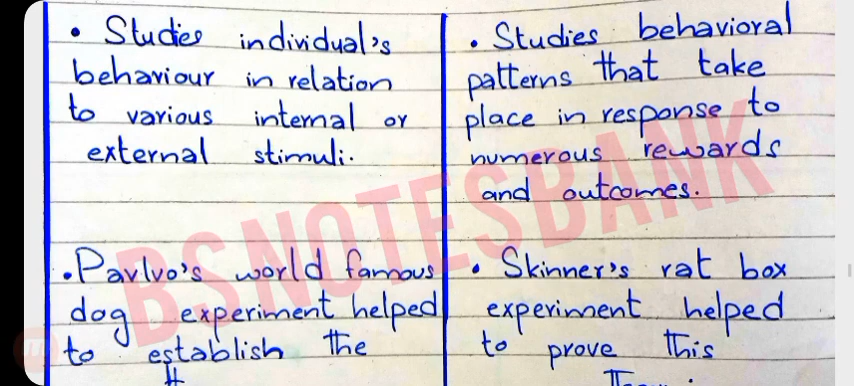 • Studies individual's
behaviour in relation
to various internal or
external stimuli.
• Pavlvo's world famous
dog experiment helped
to establish the
• Studies behavioral
patterns that take
place in response to
numerous rewards
and outcomes.
• Skinner's rat box
experiment helped
to prove this
BSNOTESBANK